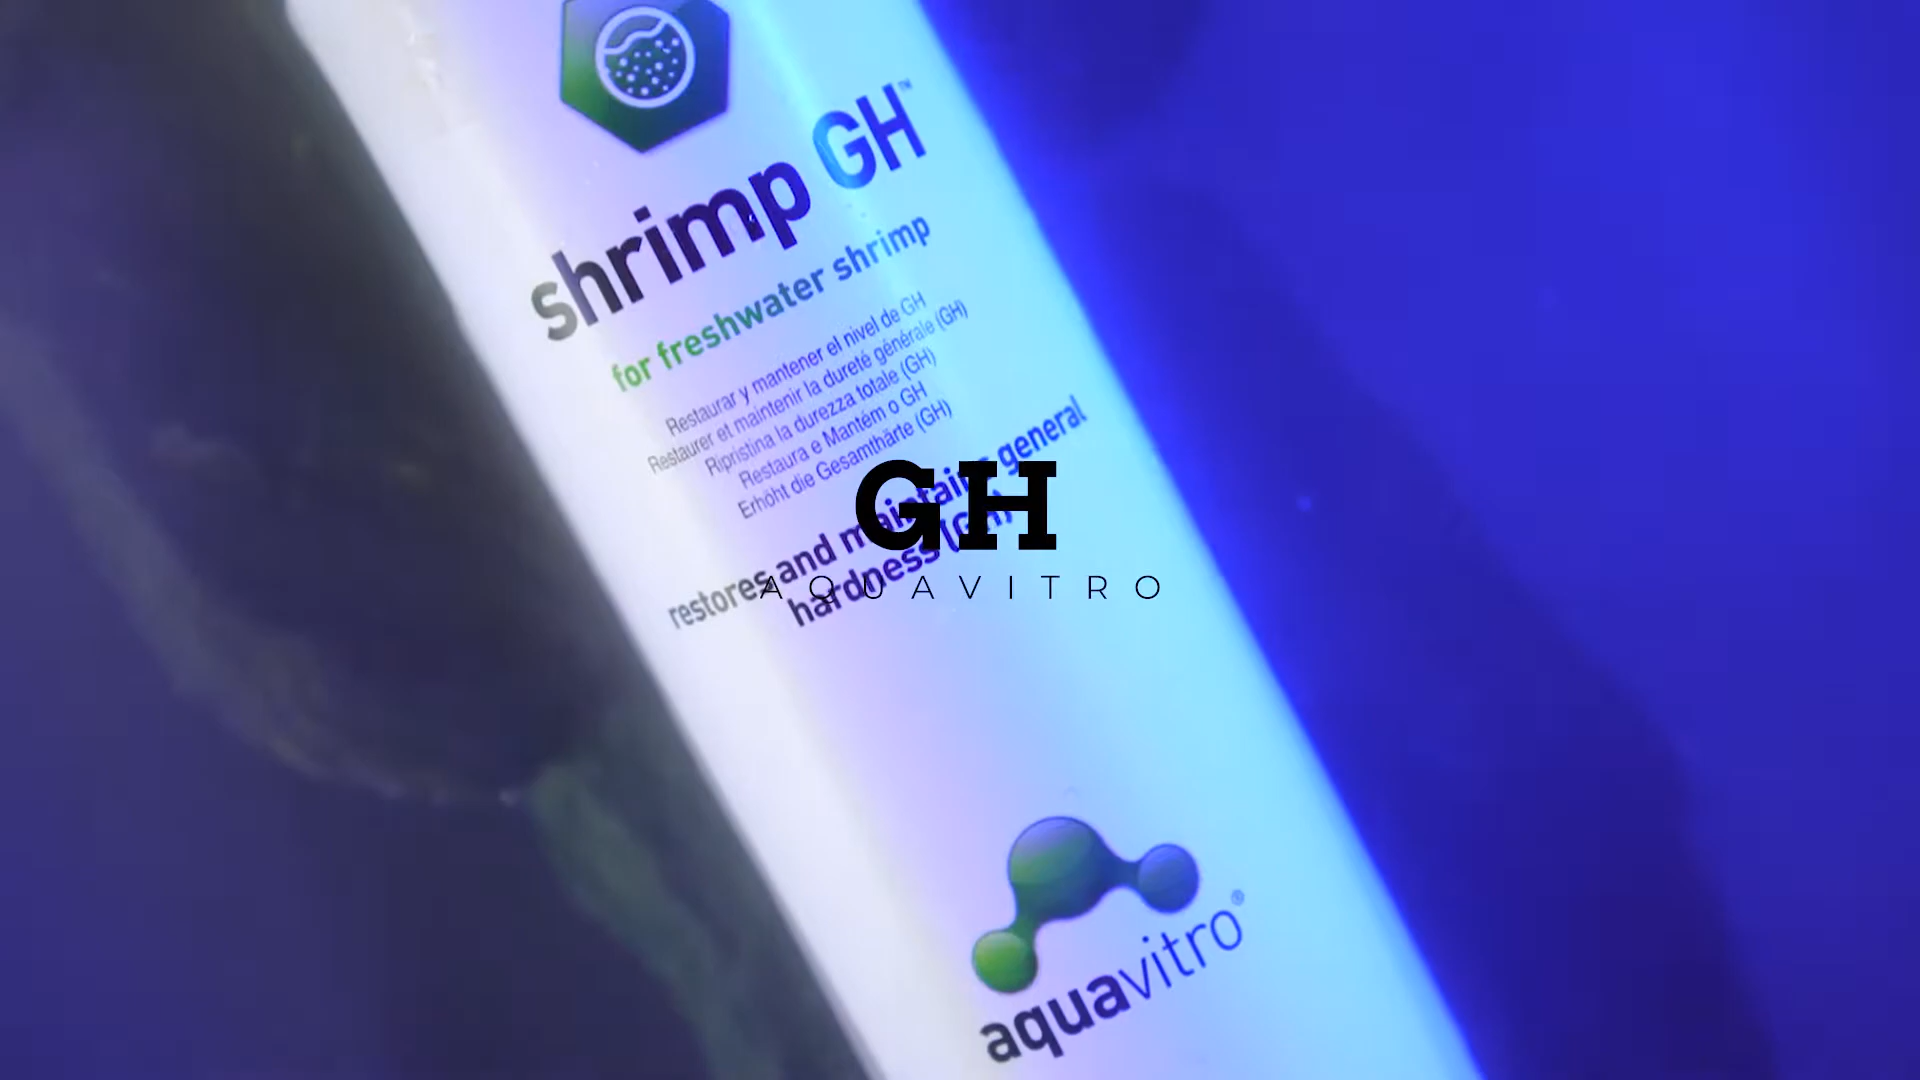 shrimp GH™
for freshwater shrimp
Restaurar y mantener el nivel de GH
Restaurer et maintenir la dureté générale (GH)
Ripristina la durezza totale (GH)
Restaura e Mantém o GH
Erhöht die Gesamthärte (GH)
restores and maintains general
hardness (GH)
GH
AQUAVITRO
aquavitro®